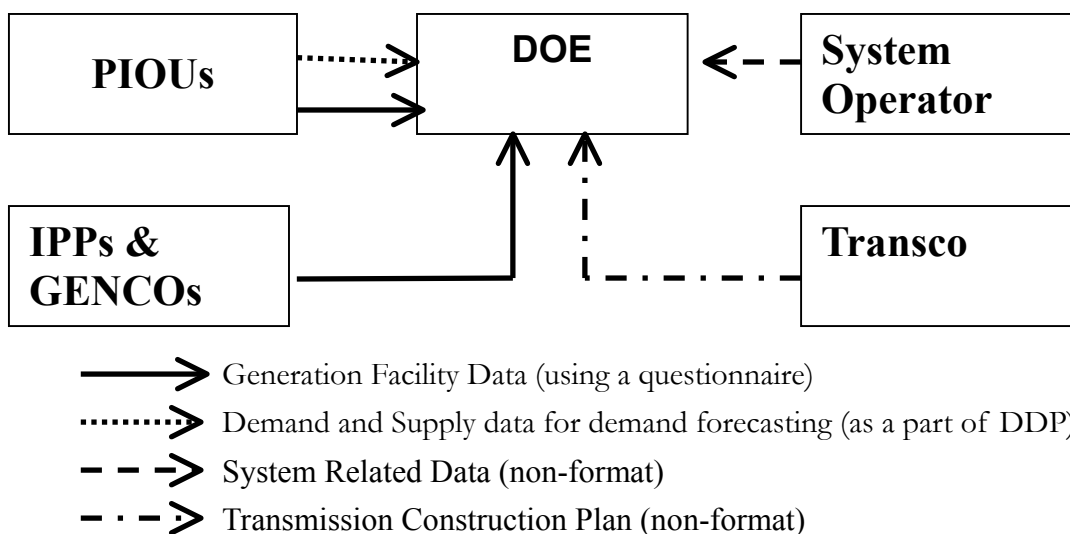 PIOUs
DOE
System
Operator
IPPs &
GENCOs
Transco
Generation Facility Data (using a questionnaire)
Demand and Supply data for demand forecasting (as a part of DDP)
System Related Data (non-format)
Transmission Construction Plan (non-format)